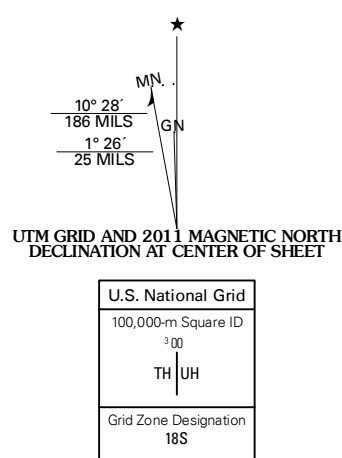 ★
MN
10° 28´
186 MILS
GN
1° 26´
25 MILS
UTM GRID AND 2011 MAGNETIC NORTH
DECLINATION AT CENTER OF SHEET
U.S. National Grid
100,000-m Square ID
³00
TH UH
Grid Zone Designation
18S